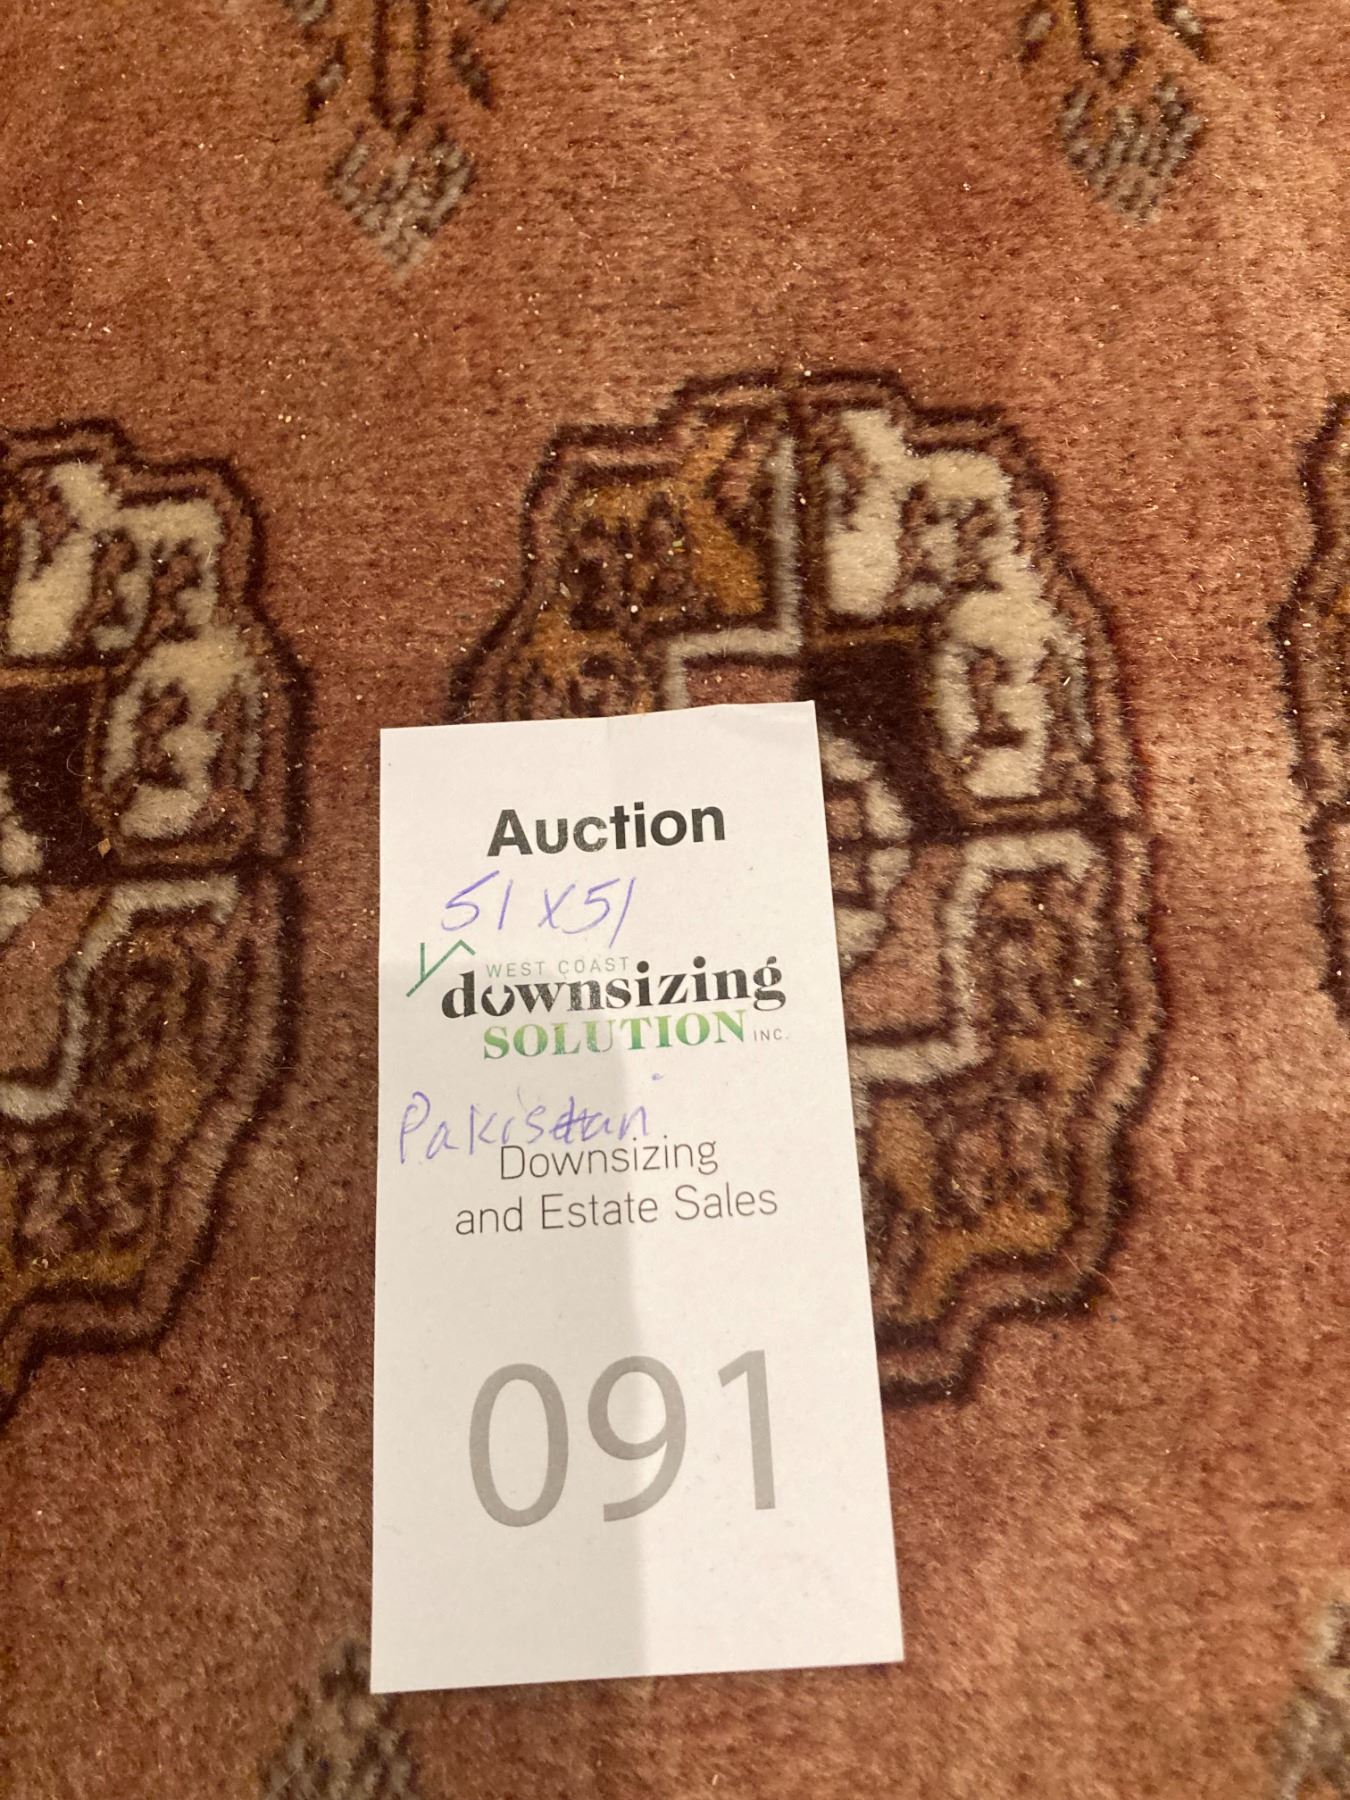 Auction
51 x 51
WEST COAST
downsizing
SOLUTION INC.
Pakistan
Downsizing
and Estate Sales
091